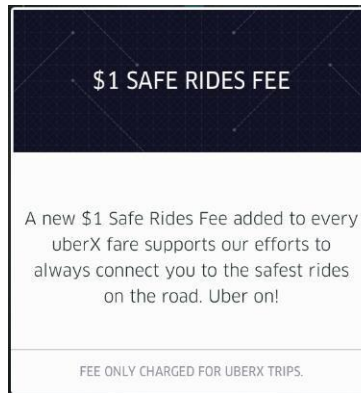 $1 SAFE RIDES FEE
A new $1 Safe Rides Fee added to every
uberX fare supports our efforts to
always connect you to the safest rides
on the road. Uber on!
FEE ONLY CHARGED FOR UBERX TRIPS.